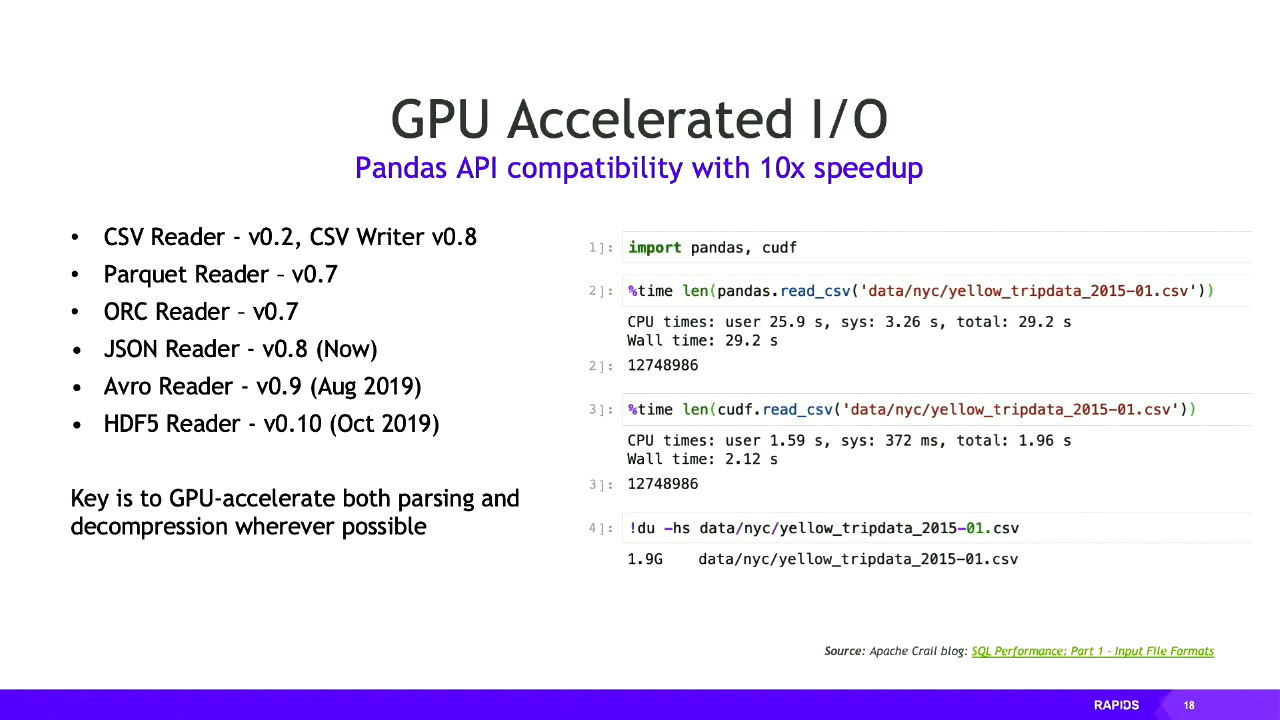 GPU Accelerated I/O
Pandas API compatibility with 10x speedup
• CSV Reader - v0.2, CSV Writer v0.8
• Parquet Reader – v0.7
• ORC Reader – v0.7
• JSON Reader - v0.8 (Now)
• Avro Reader - v0.9 (Aug 2019)
• HDF5 Reader - v0.10 (Oct 2019)
Key is to GPU-accelerate both parsing and
decompression wherever possible
1]: import pandas, cudf
2]: %time len(pandas.read_csv('data/nyc/yellow_tripdata_2015-01.csv'))
CPU times: user 25.9 s, sys: 3.26 s, total: 29.2 s
Wall time: 29.2 s
2]: 12748986
3]: %time len(cudf.read_csv('data/nyc/yellow_tripdata_2015-01.csv'))
CPU times: user 1.59 s, sys: 372 ms, total: 1.96 s
Wall time: 2.12 s
3]: 12748986
4]: !du -hs data/nyc/yellow_tripdata_2015-01.csv
1.9G data/nyc/yellow_tripdata_2015-01.csv
Source: Apache Crail blog: SQL Performance: Part 1 - Input File Formats
RAPIDS 18